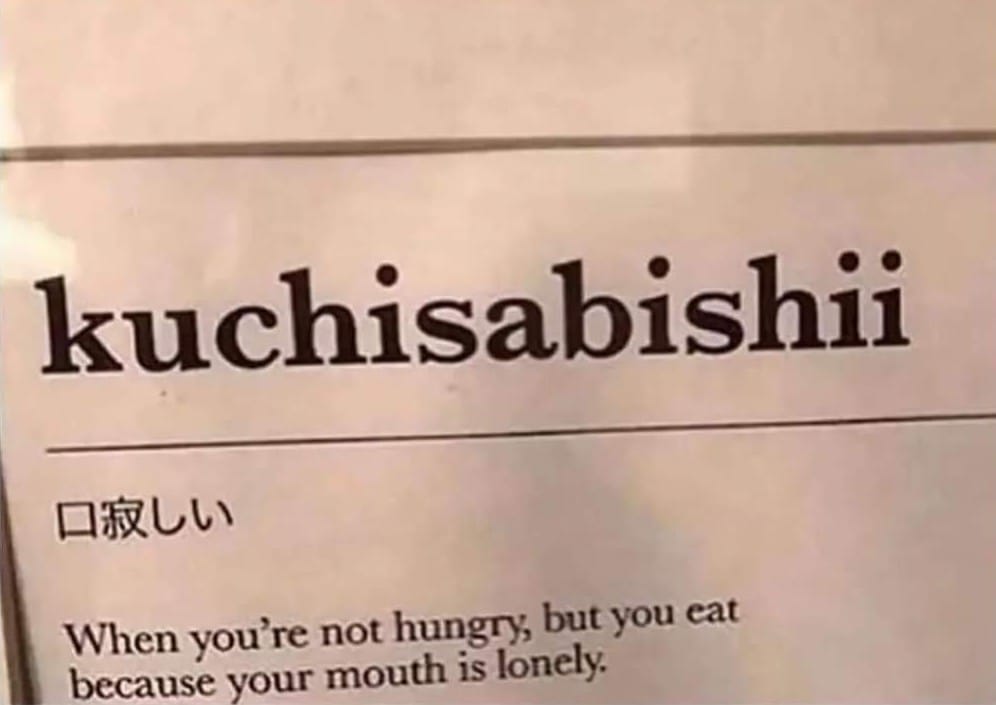 kuchisabishii
口寂しい
When you're not hungry, but you eat
because your mouth is lonely.